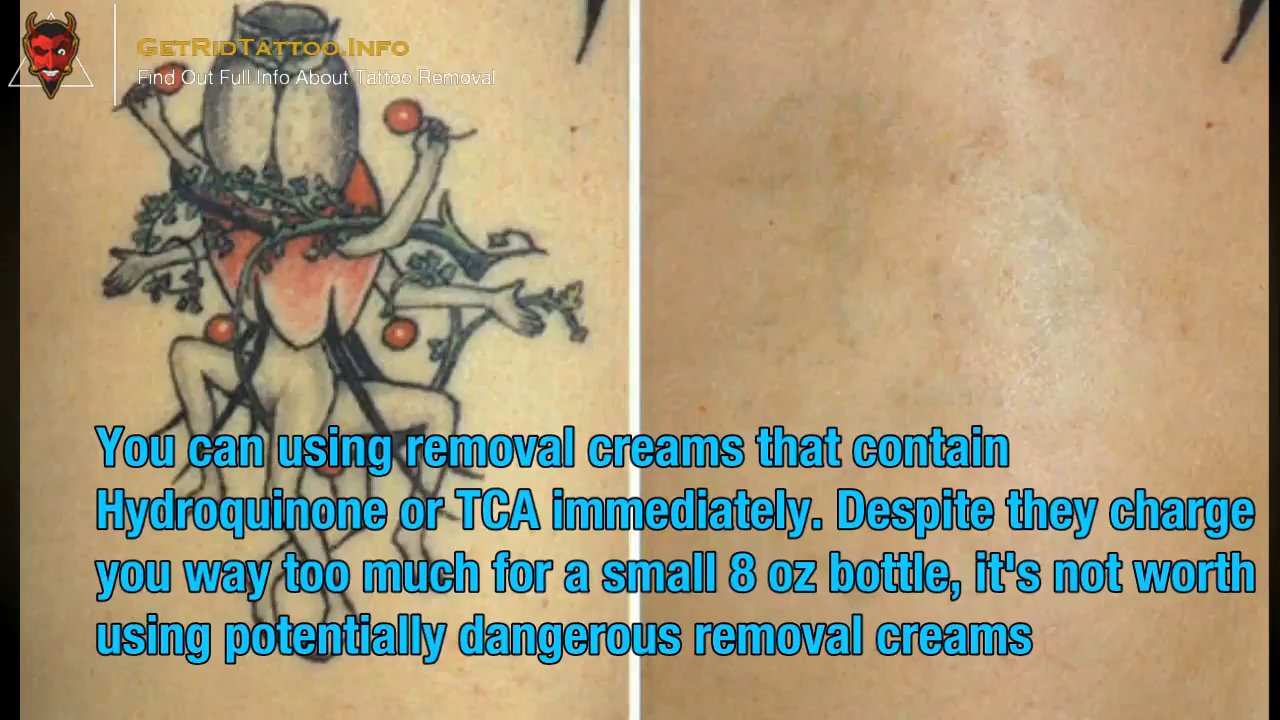 GetRidTattoo.Info
Find Out Full Info About Tattoo Removal
You can using removal creams that contain
Hydroquinone or TCA immediately. Despite they charge
you way too much for a small 8 oz bottle, it's not worth
using potentially dangerous removal creams